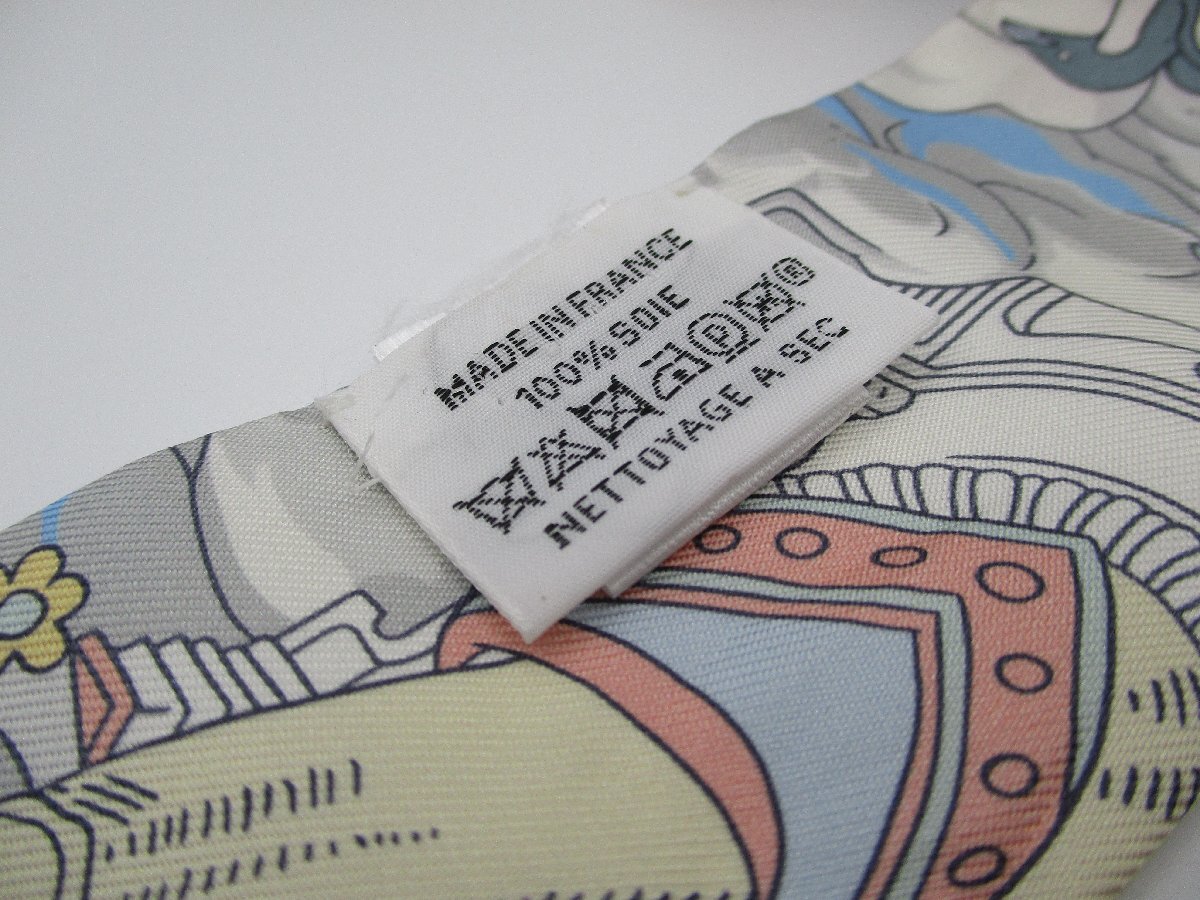 MADE IN FRANCE
100% SOIE
P ®
NETTOYAGE A SEC